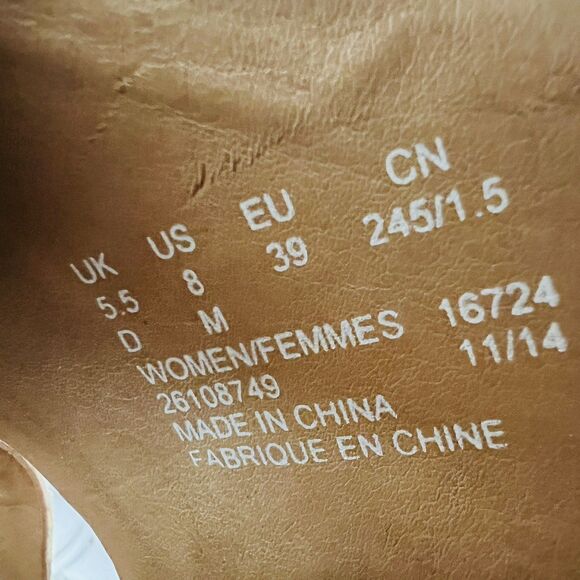 UK US EU CN
5.5 8 39 245/1.5
D M
WOMEN/FEMMES 16724
26108749 11/14
MADE IN CHINA
FABRIQUE EN CHINE